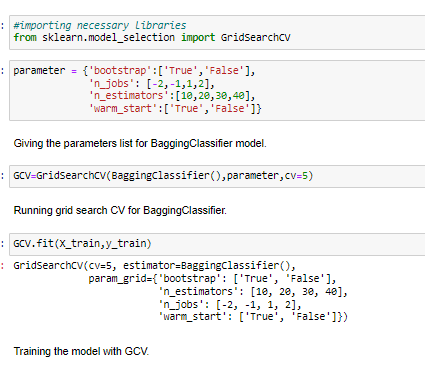 : #importing necessary libraries
from sklearn.model_selection import GridSearchCV
: parameter = {'bootstrap':['True','False'],
'n_jobs': [-2,-1,1,2],
'n_estimators':[10,20,30,40],
'warm_start':['True','False']}
Giving the parameters list for BaggingClassifier model.
: GCV=GridSearchCV(BaggingClassifier(),parameter,cv=5)
Running grid search CV for BaggingClassifier.
: GCV.fit(X_train,y_train)
: GridSearchCV(cv=5, estimator=BaggingClassifier(),
param_grid={'bootstrap': ['True', 'False'],
'n_estimators': [10, 20, 30, 40],
'n_jobs': [-2, -1, 1, 2],
'warm_start': ['True', 'False']})
Training the model with GCV.